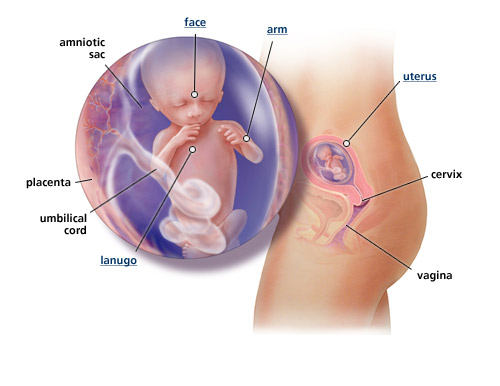 face
arm
amniotic
sac
uterus
placenta
cervix
umbilical
cord
lanugo
vagina